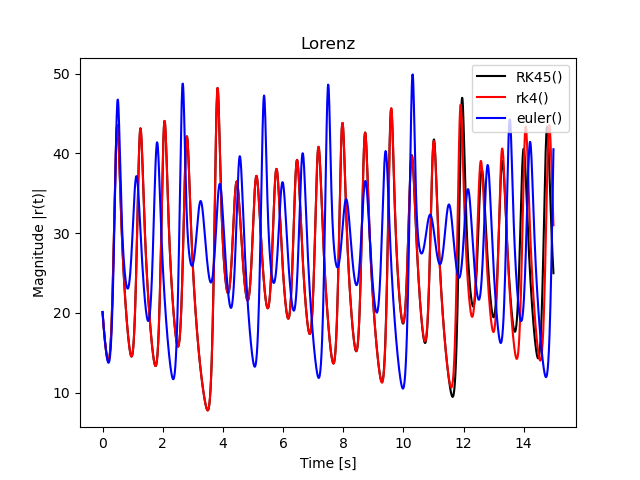 Lorenz
RK45()
rk4()
euler()
50
40
30
20
10
Magnitude |r(t)|
0 2 4 6 8 10 12 14
Time [s]